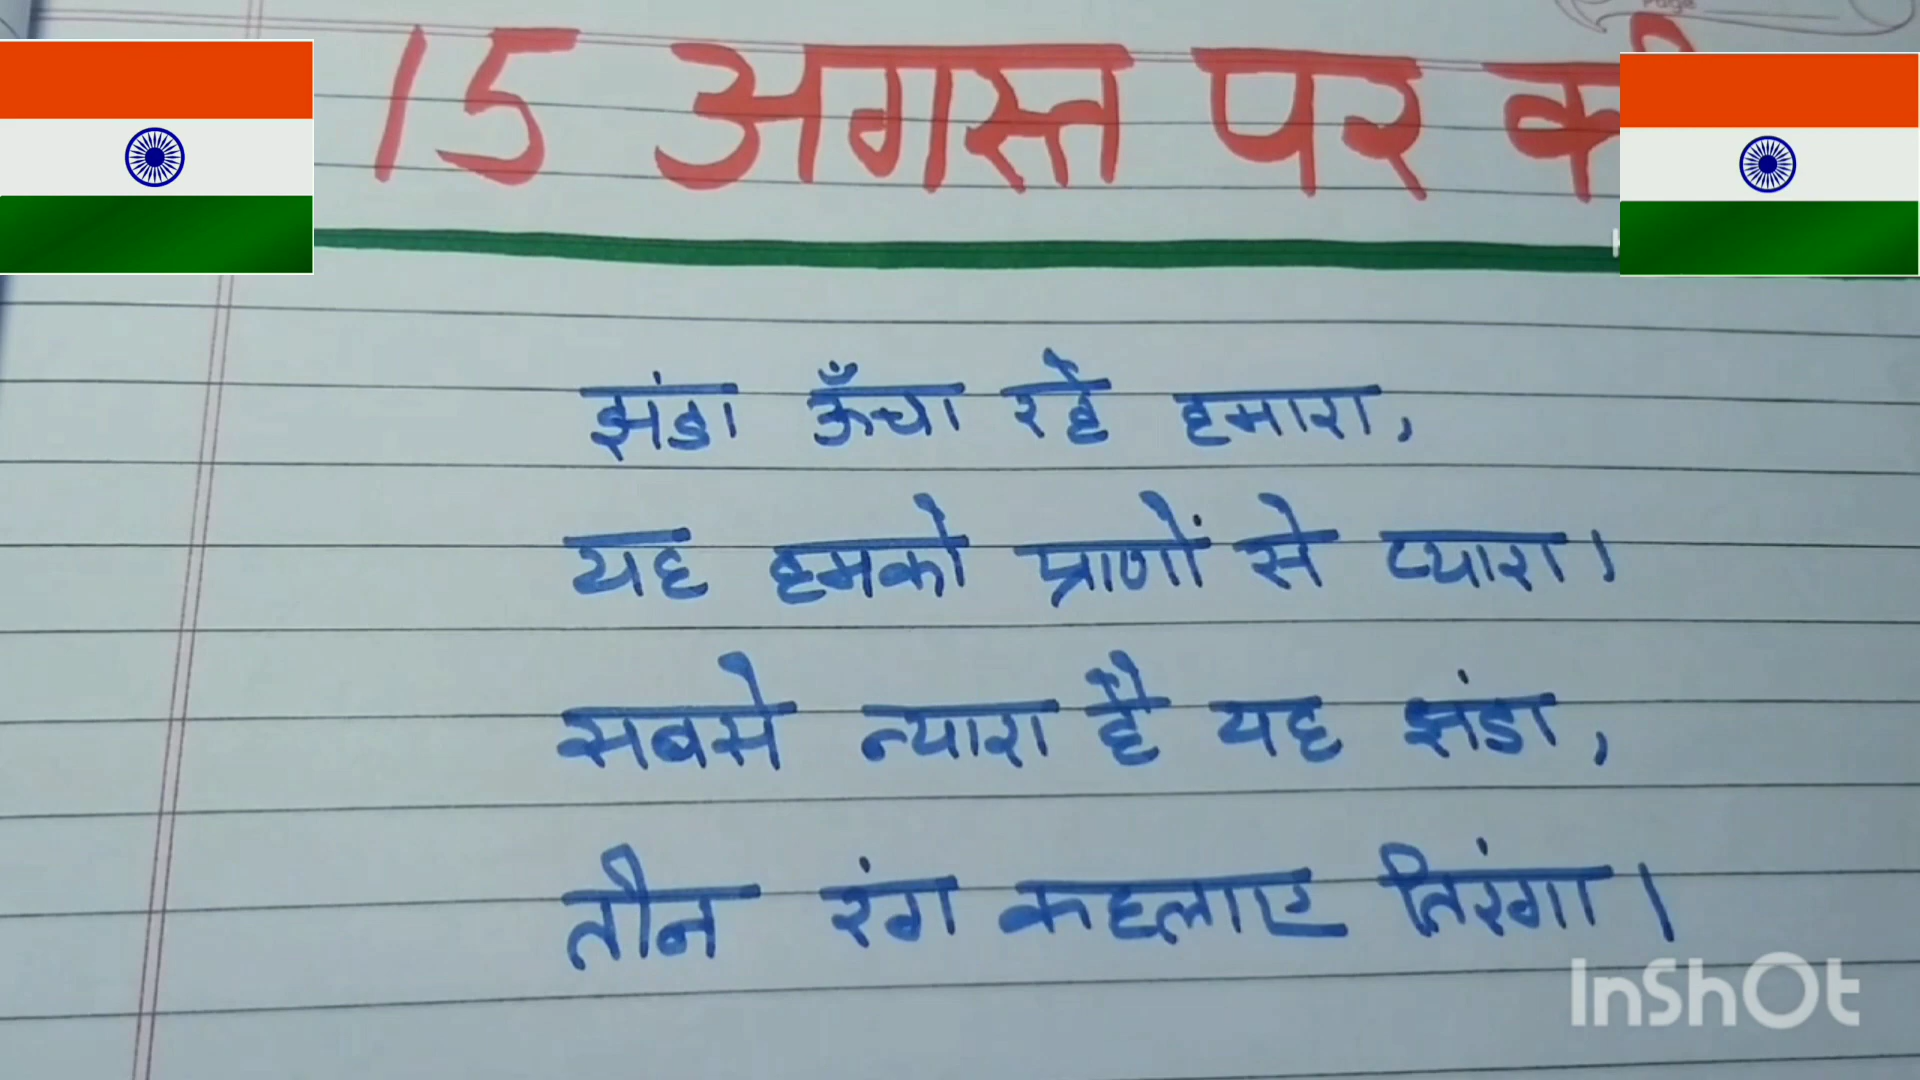 15 अगस्त पर
झंडा ऊँचा रहे हमारा,
यह हमको प्राणों से प्यारा।
सबसे न्यारा है यह झंडा,
तीन रंग कहलाए तिरंगा।
InShOt